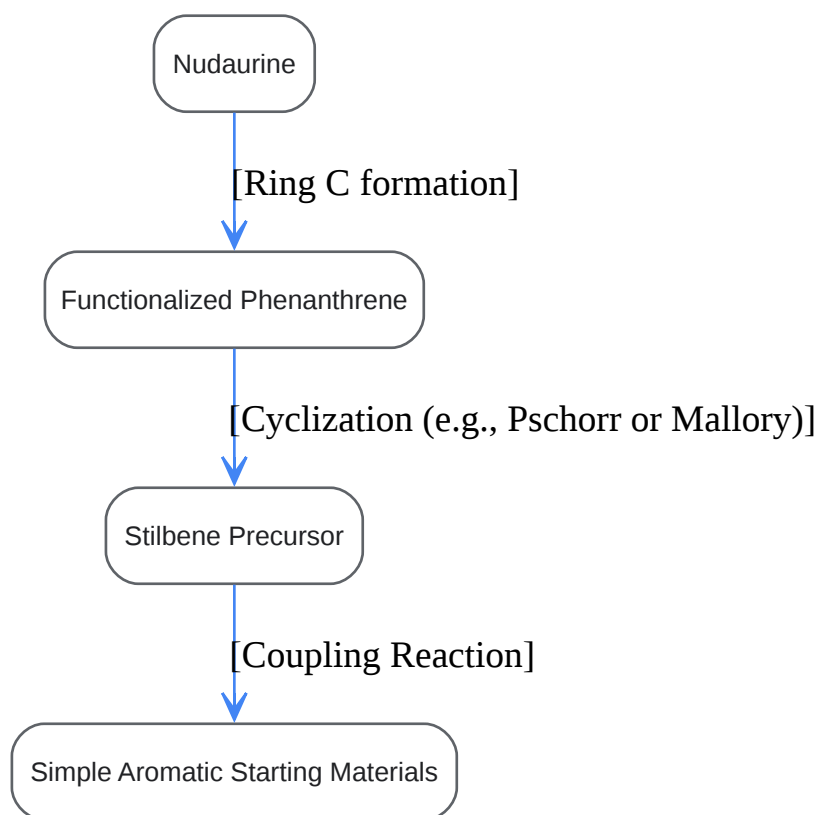 Nudaurine
[Ring C formation]
Functionalized Phenanthrene
[Cyclization (e.g., Pschorr or Mallory)]
Stilbene Precursor
[Coupling Reaction]
Simple Aromatic Starting Materials